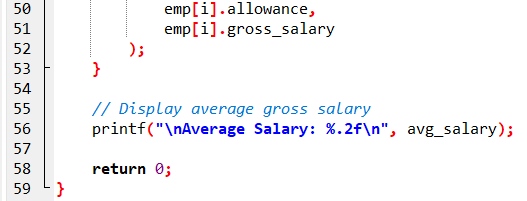 50 emp[i].allowance,
51 emp[i].gross_salary
52 );
53 }
54
55 // Display average gross salary
56 printf("\nAverage Salary: %.2f\n", avg_salary);
57
58 return 0;
59 }